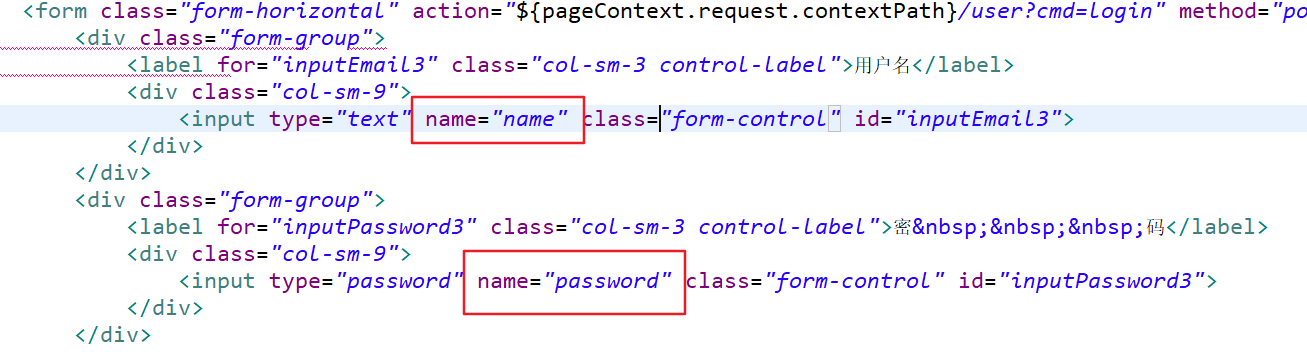 <form class="form-horizontal" action="${pageContext.request.contextPath}/user?cmd=login" method="po
<div class="form-group">
<label for="inputEmail3" class="col-sm-3 control-label">用户名</label>
<div class="col-sm-9">
<input type="text" name="name" class="form-control" id="inputEmail3">
</div>
</div>
<div class="form-group">
<label for="inputPassword3" class="col-sm-3 control-label">密&nbsp;&nbsp;&nbsp;码</label>
<div class="col-sm-9">
<input type="password" name="password" class="form-control" id="inputPassword3">
</div>
</div>